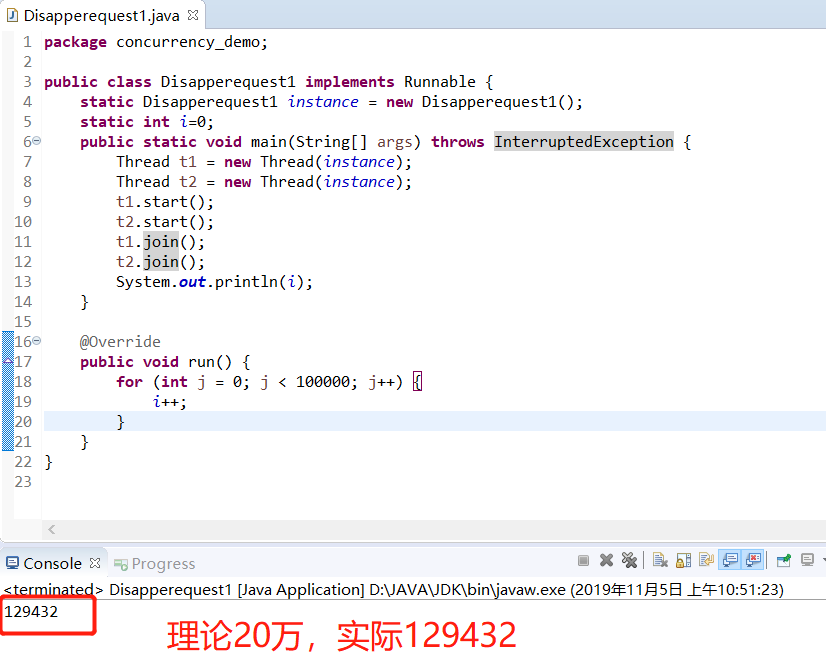 Disapperequest1.java
1 package concurrency_demo;
2
3 public class Disapperequest1 implements Runnable {
4 static Disapperequest1 instance = new Disapperequest1();
5 static int i=0;
6 public static void main(String[] args) throws InterruptedException {
7 Thread t1 = new Thread(instance);
8 Thread t2 = new Thread(instance);
9 t1.start();
10 t2.start();
11 t1.join();
12 t2.join();
13 System.out.println(i);
14 }
15
16 @Override
17 public void run() {
18 for (int j = 0; j < 100000; j++) {
19 i++;
20 }
21 }
22 }
23
Console Progress
<terminated> Disapperequest1 [Java Application] D:\JAVA\JDK\bin\javaw.exe (2019年11月5日 上午10:51:23)
129432
理论20万，实际129432